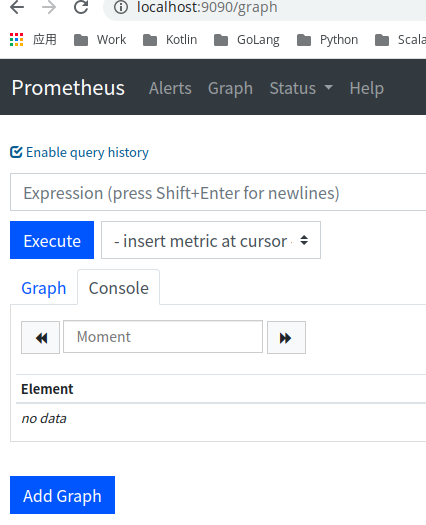 localhost:9090/graph
应用 Work Kotlin GoLang Python Scala
Prometheus Alerts Graph Status Help
Enable query history
Expression (press Shift+Enter for newlines)
Execute - insert metric at cursor -
Graph Console
Moment
Element
no data
Add Graph